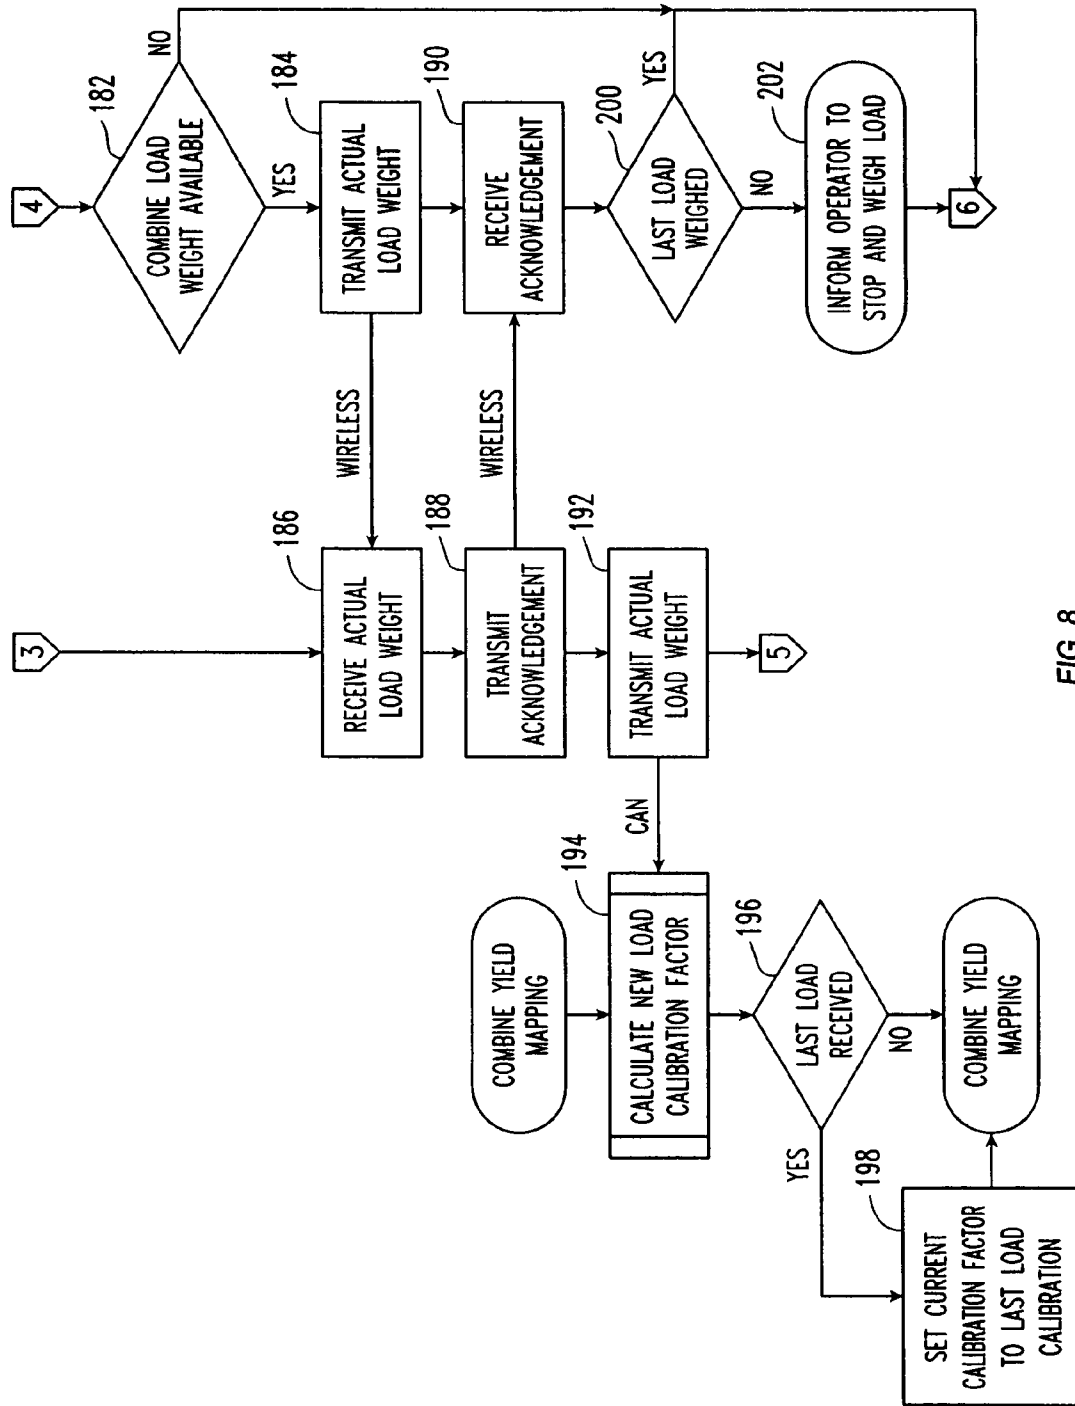 4
COMBINE LOAD
WEIGHT AVAILABLE
182
NO
YES
TRANSMIT ACTUAL
LOAD WEIGHT
184
WIRELESS
3
RECEIVE ACTUAL
LOAD WEIGHT
186
TRANSMIT
ACKNOWLEDGEMENT
188
WIRELESS
RECEIVE
ACKNOWLEDGEMENT
190
TRANSMIT ACTUAL
LOAD WEIGHT
192
5
CAN
COMBINE YIELD
MAPPING
CALCULATE NEW LOAD
CALIBRATION FACTOR
194
LAST LOAD
RECEIVED
196
YES
NO
SET CURRENT
CALIBRATION FACTOR
TO LAST LOAD
CALIBRATION
198
COMBINE YIELD
MAPPING
LAST LOAD
WEIGHED
200
YES
NO
INFORM OPERATOR TO
STOP AND WEIGH LOAD
202
6
FIG. 8